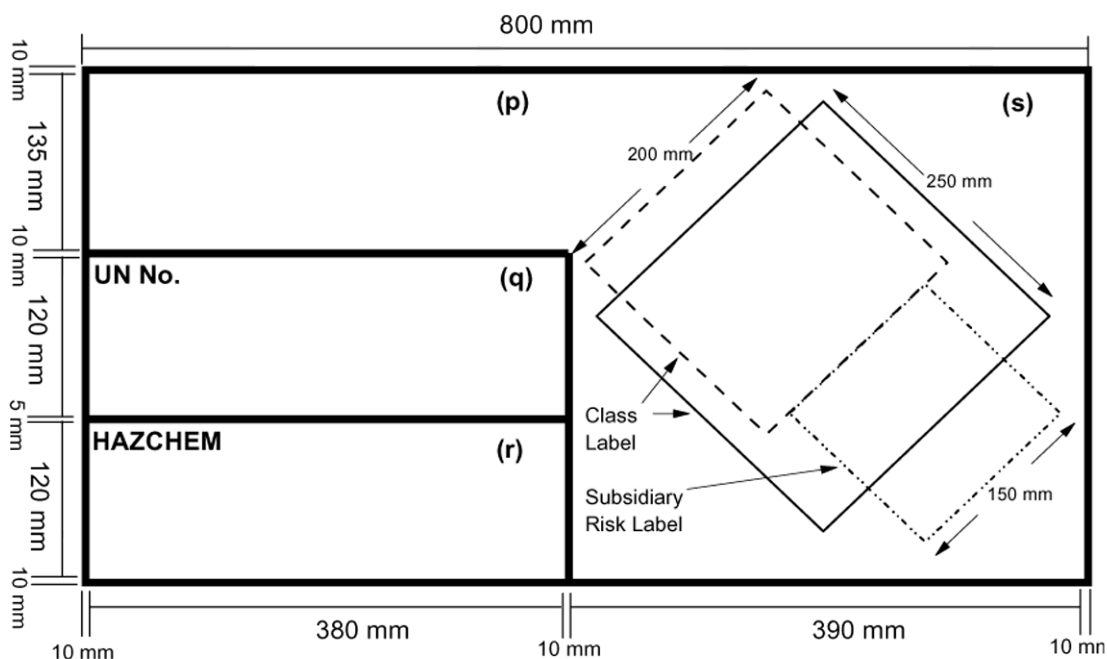 800 mm
10 mm
(p)
(s)
135 mm
200 mm
250 mm
10 mm
UN No.
(q)
120 mm
5 mm
HAZCHEM
(r)
Class
Label
120 mm
Subsidiary
Risk Label
150 mm
10 mm
380 mm
390 mm
10 mm
10 mm
10 mm